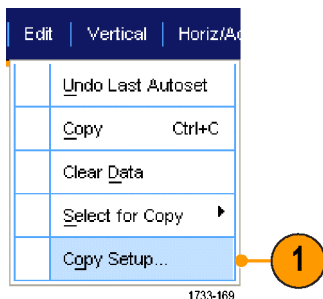 Edit Vertical Horiz/Ac
Undo Last Autoset
Copy Ctrl+C
Clear Data
Select for Copy
Copy Setup...
1
1733-169